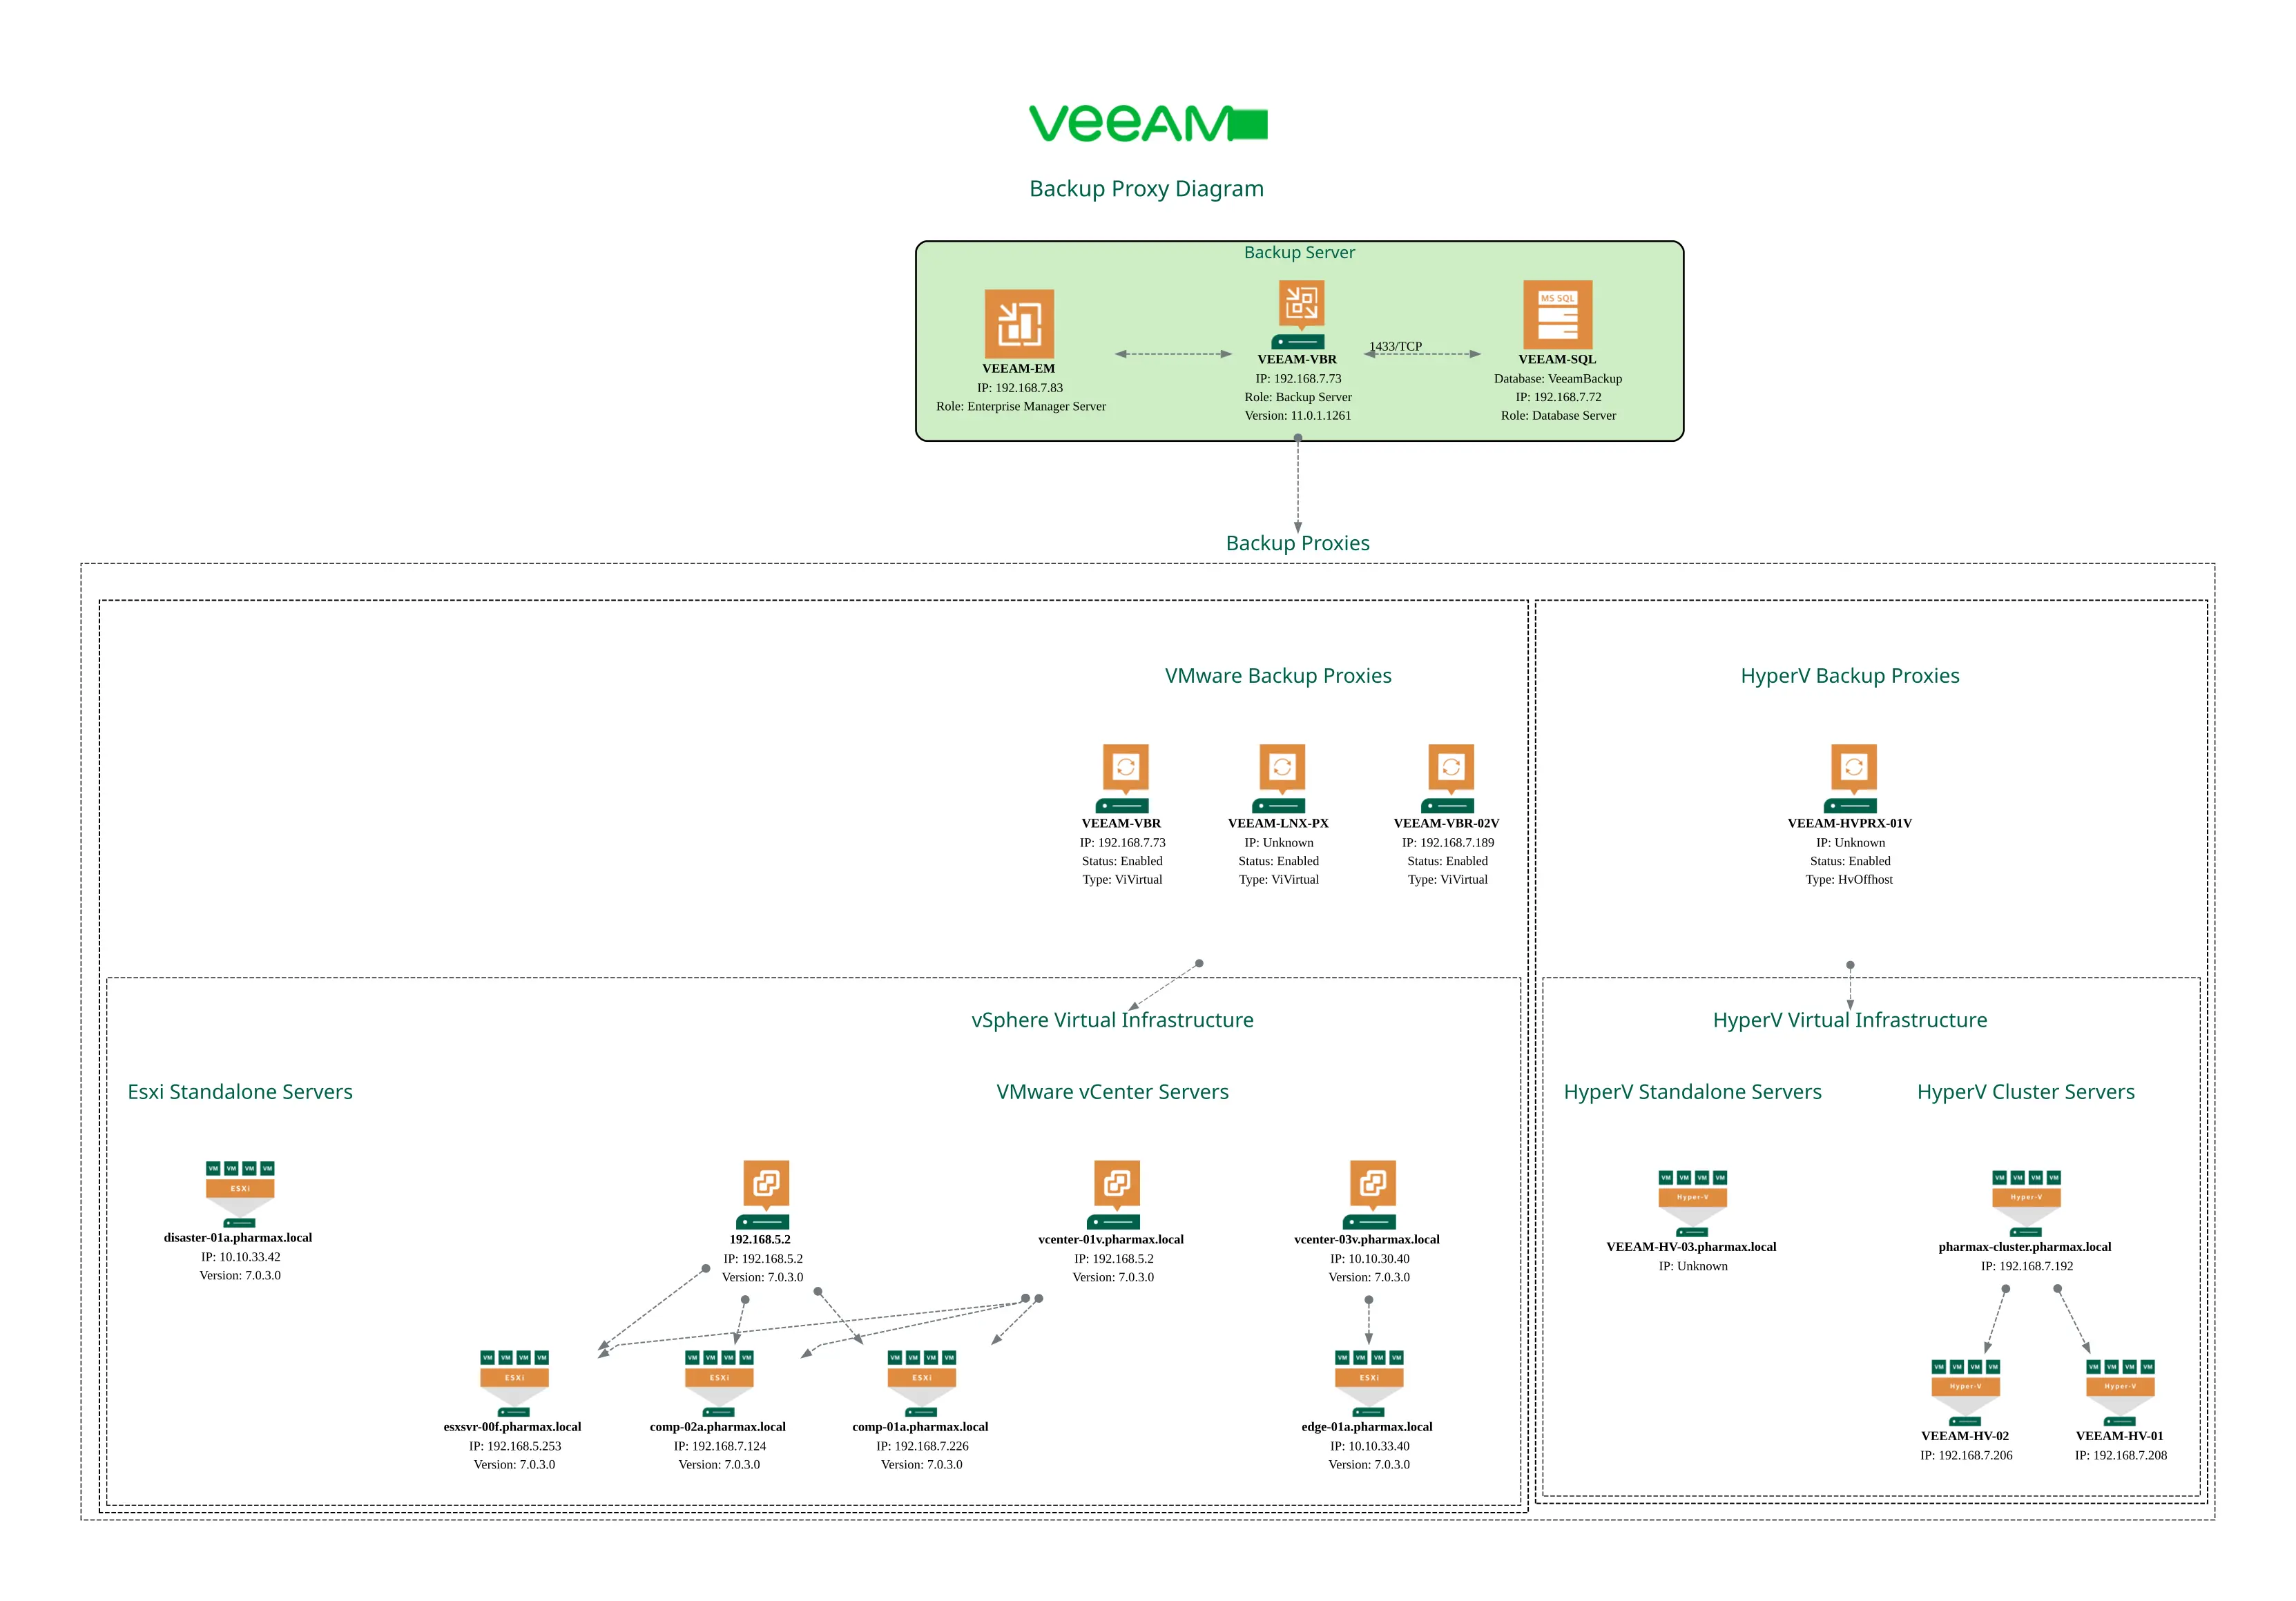 veeam
Backup Proxy Diagram
Backup Server
VEEAM-EM
IP: 192.168.7.83
Role: Enterprise Manager Server
VEEAM-VBR
IP: 192.168.7.73
Role: Backup Server
Version: 11.0.1.1261
1433/TCP
MS SQL
VEEAM-SQL
Database: VeeamBackup
IP: 192.168.7.72
Role: Database Server
Backup Proxies
VMware Backup Proxies
VEEAM-VBR
IP: 192.168.7.73
Status: Enabled
Type: ViVirtual
VEEAM-LNX-PX
IP: Unknown
Status: Enabled
Type: ViVirtual
VEEAM-VBR-02V
IP: 192.168.7.189
Status: Enabled
Type: ViVirtual
HyperV Backup Proxies
VEEAM-HVPRX-01V
IP: Unknown
Status: Enabled
Type: HvOffhost
vSphere Virtual Infrastructure
Esxi Standalone Servers
VM VM VM VM
ESXi
disaster-01a.pharmax.local
IP: 10.10.33.42
Version: 7.0.3.0
VMware vCenter Servers
192.168.5.2
IP: 192.168.5.2
Version: 7.0.3.0
vcenter-01v.pharmax.local
IP: 192.168.5.2
Version: 7.0.3.0
vcenter-03v.pharmax.local
IP: 10.10.30.40
Version: 7.0.3.0
VM VM VM VM
ESXi
esxsvr-00f.pharmax.local
IP: 192.168.5.253
Version: 7.0.3.0
VM VM VM VM
ESXi
comp-02a.pharmax.local
IP: 192.168.7.124
Version: 7.0.3.0
VM VM VM VM
ESXi
comp-01a.pharmax.local
IP: 192.168.7.226
Version: 7.0.3.0
VM VM VM VM
ESXi
edge-01a.pharmax.local
IP: 10.10.33.40
Version: 7.0.3.0
HyperV Virtual Infrastructure
HyperV Standalone Servers
VM VM VM VM
Hyper-V
VEEAM-HV-03.pharmax.local
IP: Unknown
HyperV Cluster Servers
VM VM VM VM
Hyper-V
pharmax-cluster.pharmax.local
IP: 192.168.7.192
VM VM VM VM
Hyper-V
VEEAM-HV-02
IP: 192.168.7.206
VM VM VM VM
Hyper-V
VEEAM-HV-01
IP: 192.168.7.208